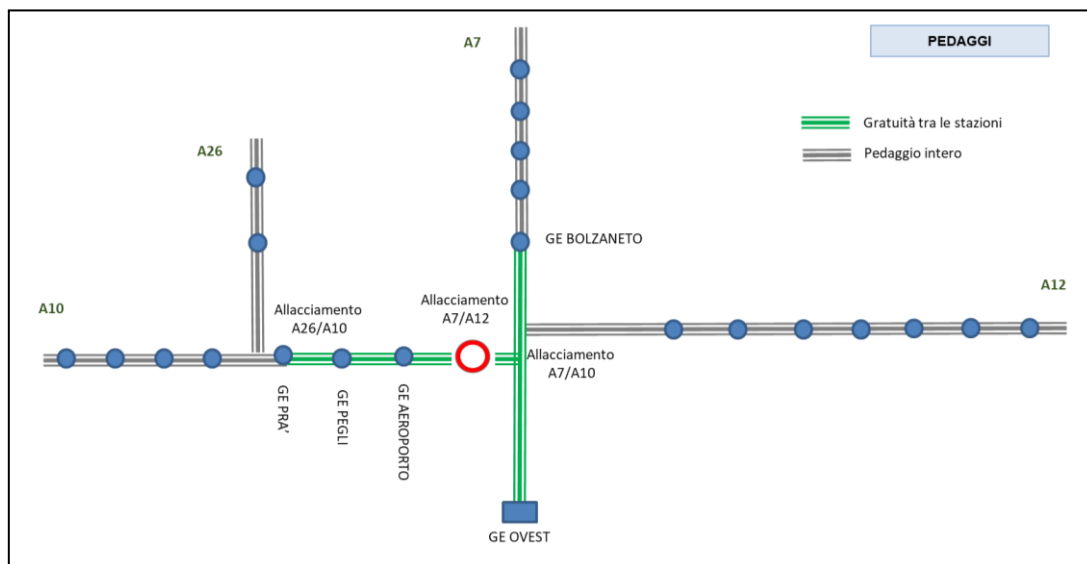 A7
PEDAGGI
Gratuità tra le stazioni
Pedaggio intero
A26
GE BOLZANETO
A10
Allacciamento
A26/A10
Allacciamento
A7/A12
A12
Allacciamento
A7/A10
GE PRA'
GE PEGLI
GE AEROPORTO
GE OVEST